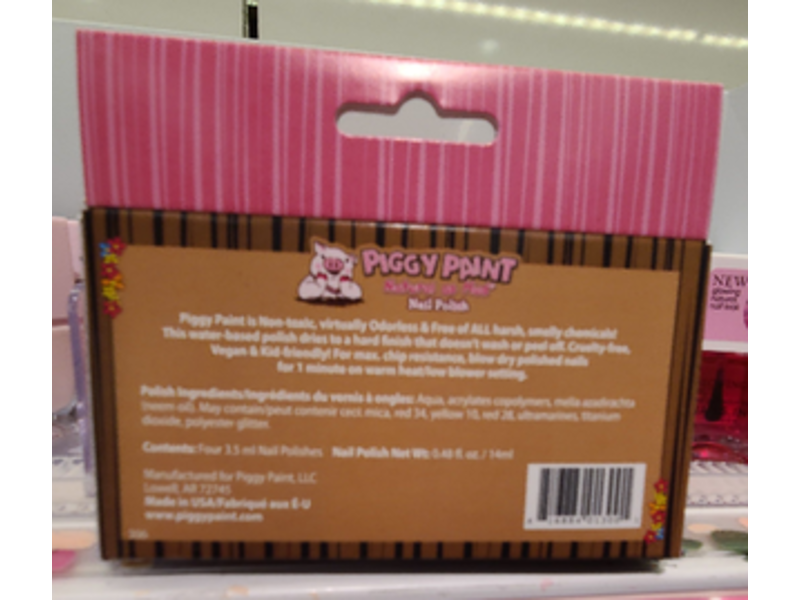 PIGGY PAINT
Natural as Mud
Nail Polish
Piggy Paint is Non-toxic, virtually Odorless & Free of ALL harsh, smelly chemicals!
This water-based polish dries to a hard finish that doesn't wash or peel off. Cruelty-free,
Vegan & Kid-friendly! For max. chip resistance, blow dry polished nails
for 1 minute on warm heat/low blower setting.
Polish Ingredients/Ingrédients du vernis à ongles: Aqua, acrylates copolymers, melia azadirachta
(neem oil). May contain/peut contenir ceci: mica, red 34, yellow 10, red 28, ultramarines, titanium
dioxide, polyester glitter.
Contents: Four 3.5 ml Nail Polishes Nail Polish Net Wt: 0.48 fl oz. / 14ml
Manufactured for Piggy Paint, LLC
Lowell, AR 72745
Made in USA/Fabriqué aux É-U
www.piggypaint.com
NEW
glowing
natural